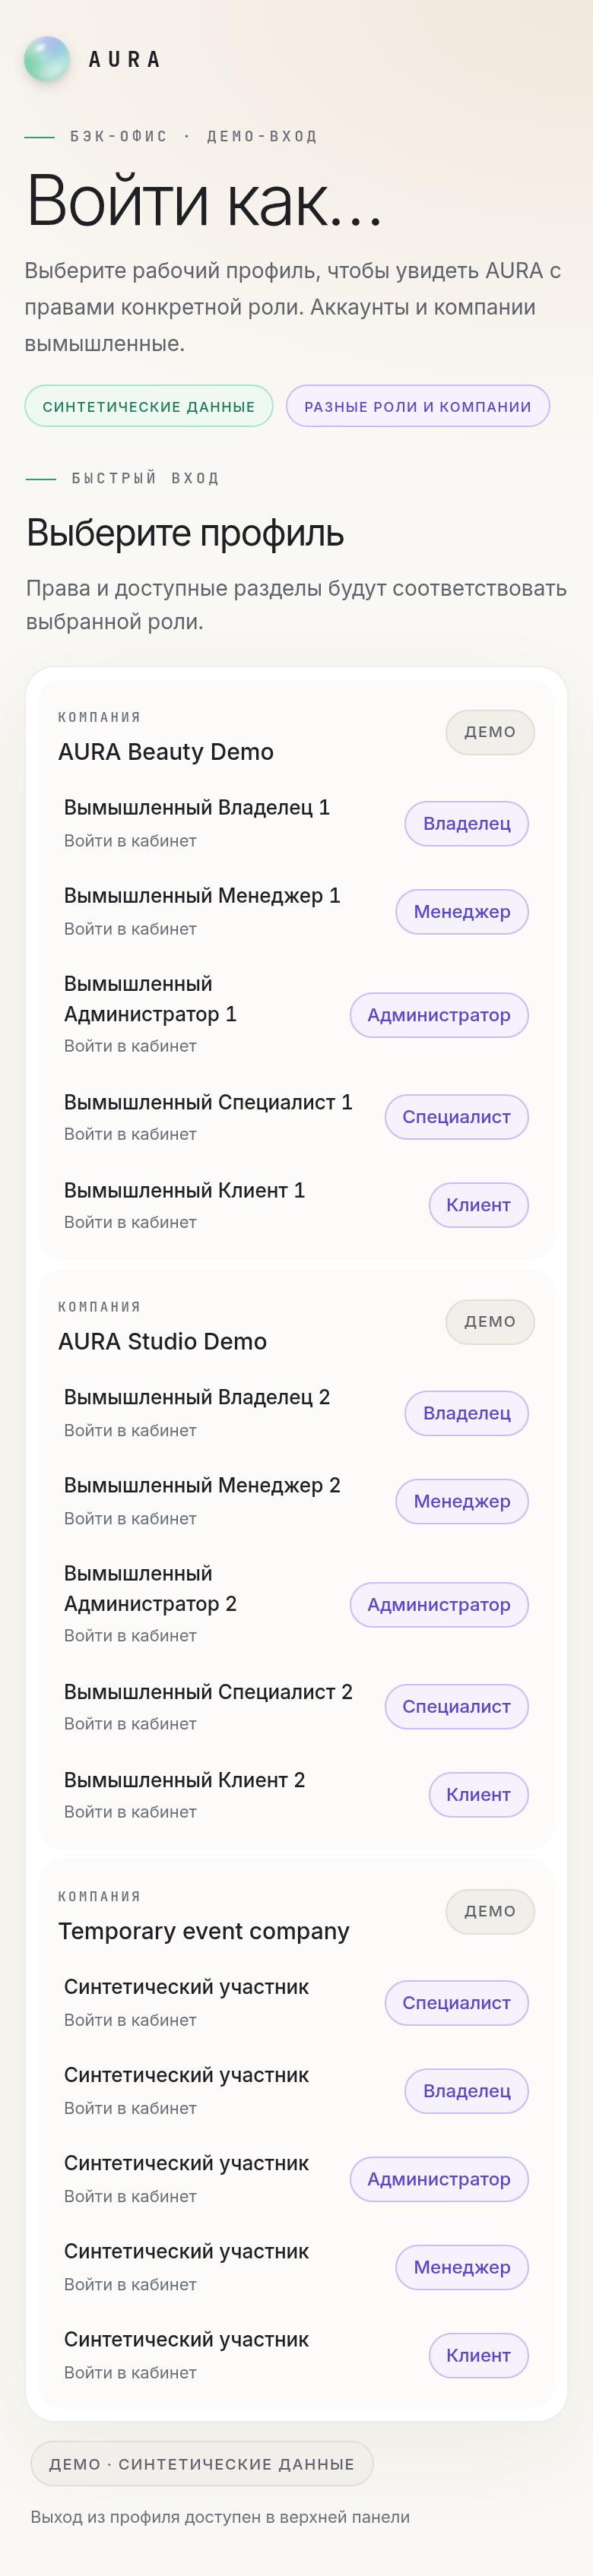 AURA
БЭК-ОФИС · ДЕМО-ВХОД
Войти как...
Выберите рабочий профиль, чтобы увидеть AURA с
правами конкретной роли. Аккаунты и компании
вымышленные.
СИНТЕТИЧЕСКИЕ ДАННЫЕ
РАЗНЫЕ РОЛИ И КОМПАНИИ
БЫСТРЫЙ ВХОД
Выберите профиль
Права и доступные разделы будут соответствовать
выбранной роли.
КОМПАНИЯ
ДЕМО
AURA Beauty Demo
Вымышленный Владелец 1
Войти в кабинет
Владелец
Вымышленный Менеджер 1
Войти в кабинет
Менеджер
Вымышленный
Администратор 1
Войти в кабинет
Администратор
Вымышленный Специалист 1
Войти в кабинет
Специалист
Вымышленный Клиент 1
Войти в кабинет
Клиент
КОМПАНИЯ
ДЕМО
AURA Studio Demo
Вымышленный Владелец 2
Войти в кабинет
Владелец
Вымышленный Менеджер 2
Войти в кабинет
Менеджер
Вымышленный
Администратор 2
Войти в кабинет
Администратор
Вымышленный Специалист 2
Войти в кабинет
Специалист
Вымышленный Клиент 2
Войти в кабинет
Клиент
КОМПАНИЯ
ДЕМО
Temporary event company
Синтетический участник
Войти в кабинет
Специалист
Синтетический участник
Войти в кабинет
Владелец
Синтетический участник
Войти в кабинет
Администратор
Синтетический участник
Войти в кабинет
Менеджер
Синтетический участник
Войти в кабинет
Клиент
ДЕМО · СИНТЕТИЧЕСКИЕ ДАННЫЕ
Выход из профиля доступен в верхней панели